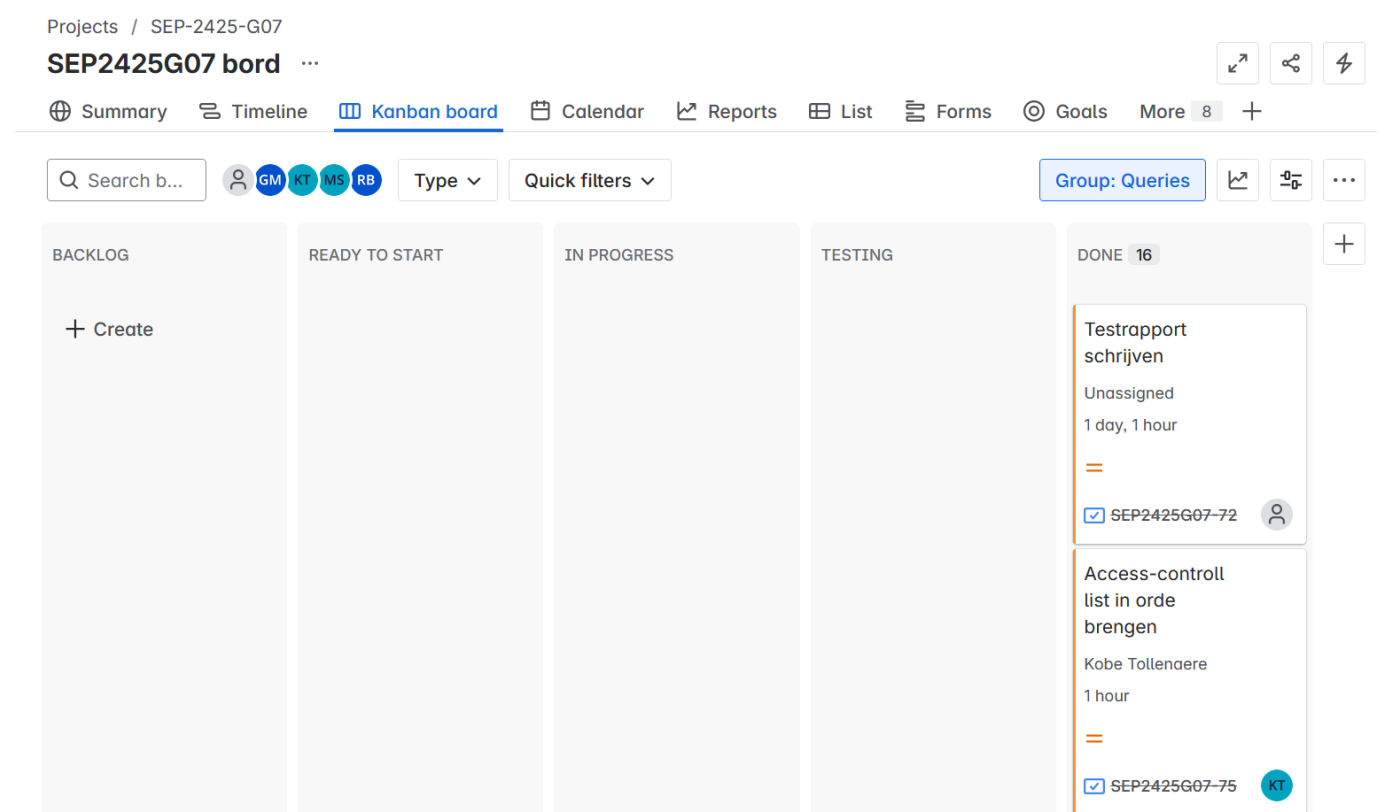 Projects / SEP-2425-G07
SEP2425G07 bord ...
Summary Timeline Kanban board Calendar Reports List Forms Goals More 8
Search b... GM KT MS RB Type Quick filters Group: Queries
BACKLOG READY TO START IN PROGRESS TESTING DONE 16
Create
Testrapport
schrijven
Unassigned
1 day, 1 hour
SEP2425G07-72
Access-controll
list in orde
brengen
Kobe Tollenaere
1 hour
SEP2425G07-75 KT